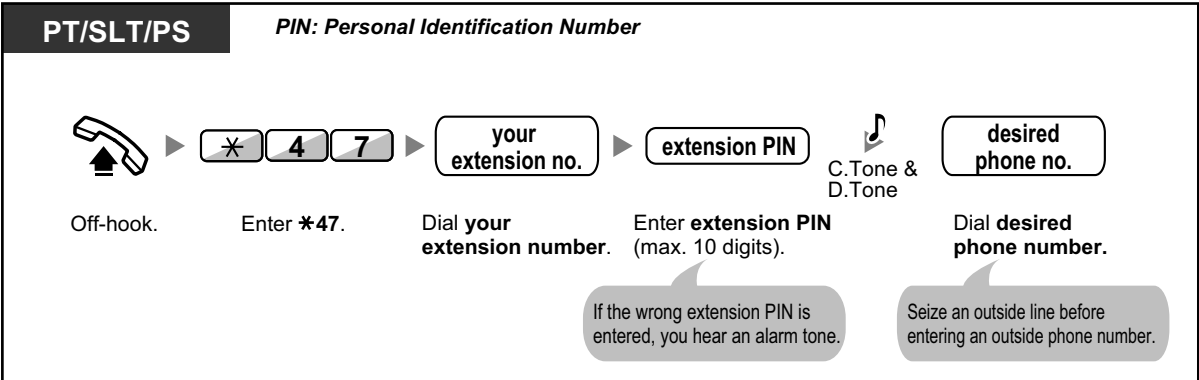 PT/SLT/PS
PIN: Personal Identification Number
* 4 7
your
extension no.
extension PIN
C.Tone &
D.Tone
desired
phone no.
Off-hook.
Enter *47.
Dial your
extension number.
Enter extension PIN
(max. 10 digits).
Dial desired
phone number.
If the wrong extension PIN is
entered, you hear an alarm tone.
Seize an outside line before
entering an outside phone number.